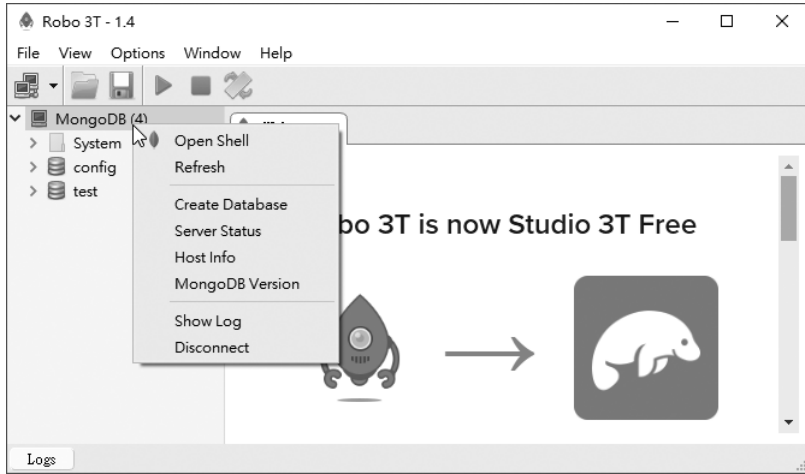 Robo 3T - 1.4
File View Options Window Help
MongoDB (4)
System
config
test
Open Shell
Refresh
Create Database
Server Status
Host Info
MongoDB Version
Show Log
Disconnect
bo 3T is now Studio 3T Free
Logs